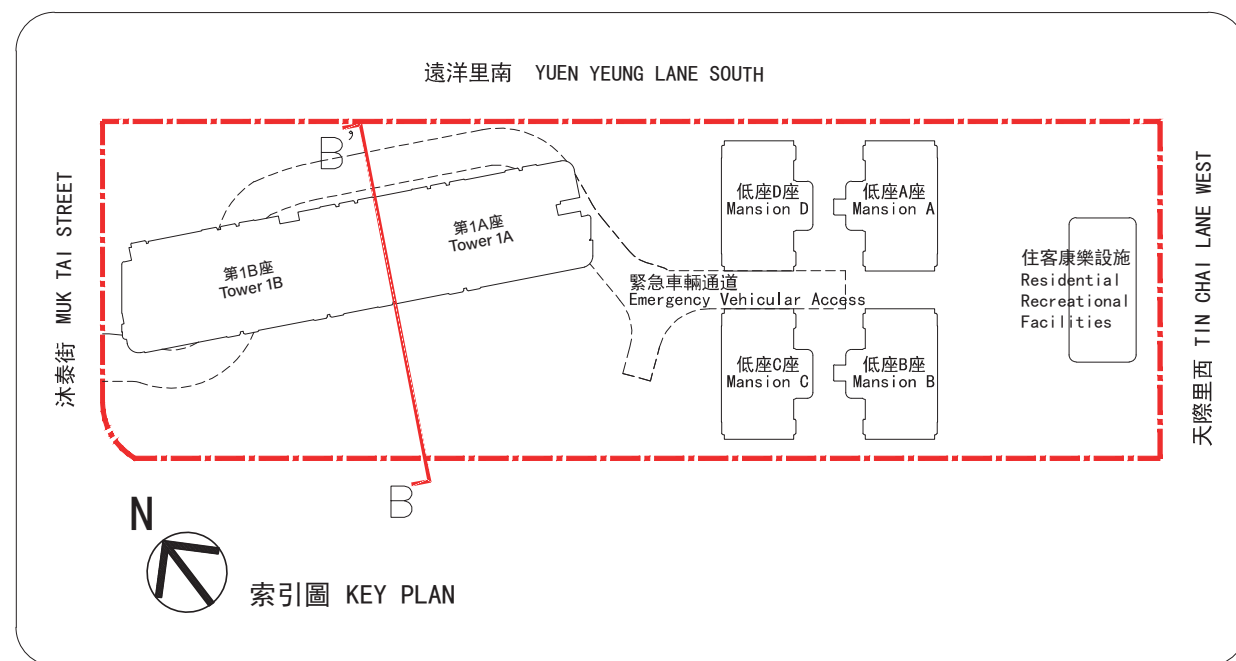 遠洋里南 YUEN YEUNG LANE SOUTH
沐泰街 MUK TAI STREET
天際里西 TIN CHAI LANE WEST
B'
第1A座
Tower 1A
第1B座
Tower 1B
低座D座
Mansion D
低座A座
Mansion A
緊急車輛通道
Emergency Vehicular Access
住客康樂設施
Residential
Recreational
Facilities
低座C座
Mansion C
低座B座
Mansion B
B
N
索引圖 KEY PLAN